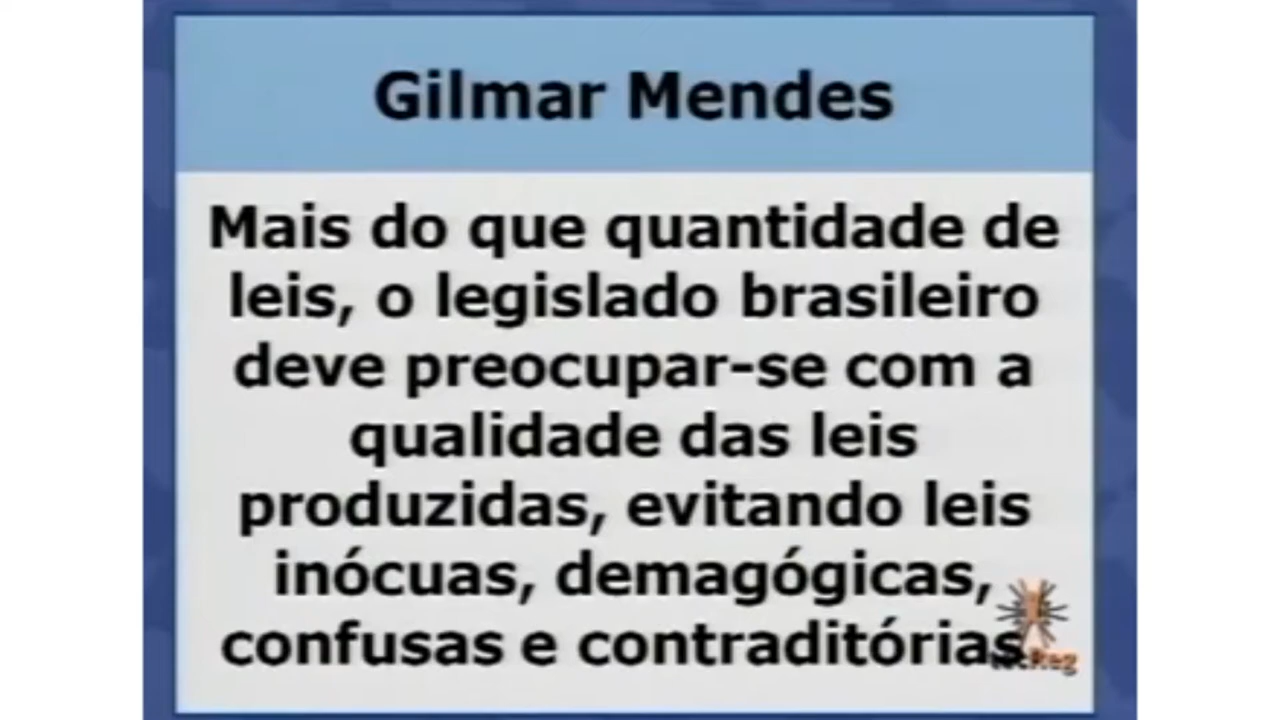 Gilmar Mendes
Mais do que quantidade de
leis, o legislado brasileiro
deve preocupar-se com a
qualidade das leis
produzidas, evitando leis
inócuas, demagógicas,
confusas e contraditórias